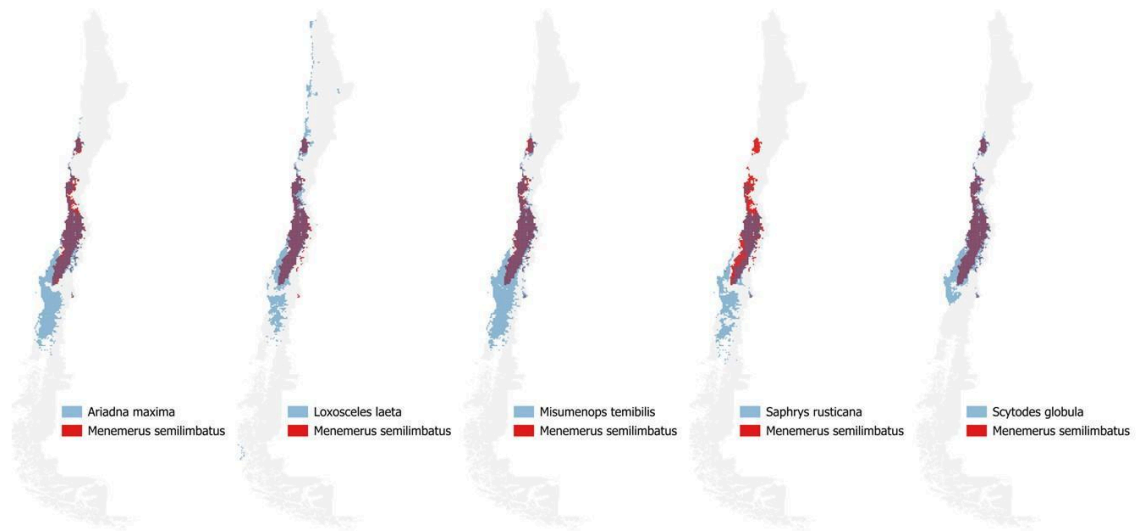 Ariadna maxima
Menemerus semilimbatus
Loxosceles laeta
Menemerus semilimbatus
Misumenops temibilis
Menemerus semilimbatus
Saphrys rusticana
Menemerus semilimbatus
Scytodes globula
Menemerus semilimbatus